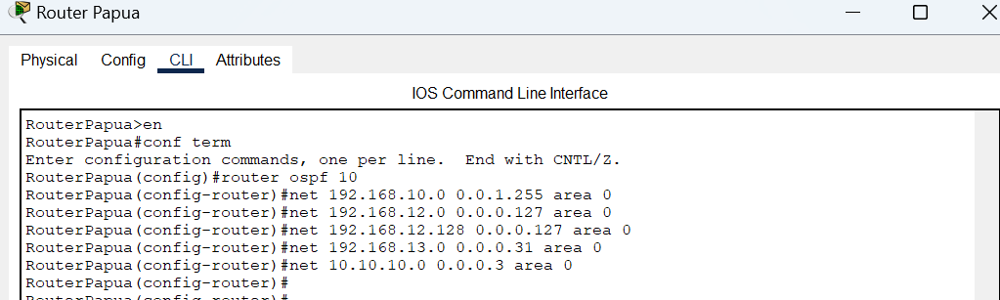 Router Papua
Physical Config CLI Attributes
IOS Command Line Interface
RouterPapua>en
RouterPapua#conf term
Enter configuration commands, one per line.  End with CNTL/Z.
RouterPapua(config)#router ospf 10
RouterPapua(config-router)#net 192.168.10.0 0.0.1.255 area 0
RouterPapua(config-router)#net 192.168.12.0 0.0.0.127 area 0
RouterPapua(config-router)#net 192.168.12.128 0.0.0.127 area 0
RouterPapua(config-router)#net 192.168.13.0 0.0.0.31 area 0
RouterPapua(config-router)#net 10.10.10.0 0.0.0.3 area 0
RouterPapua(config-router)#
RouterPapua(config-router)#